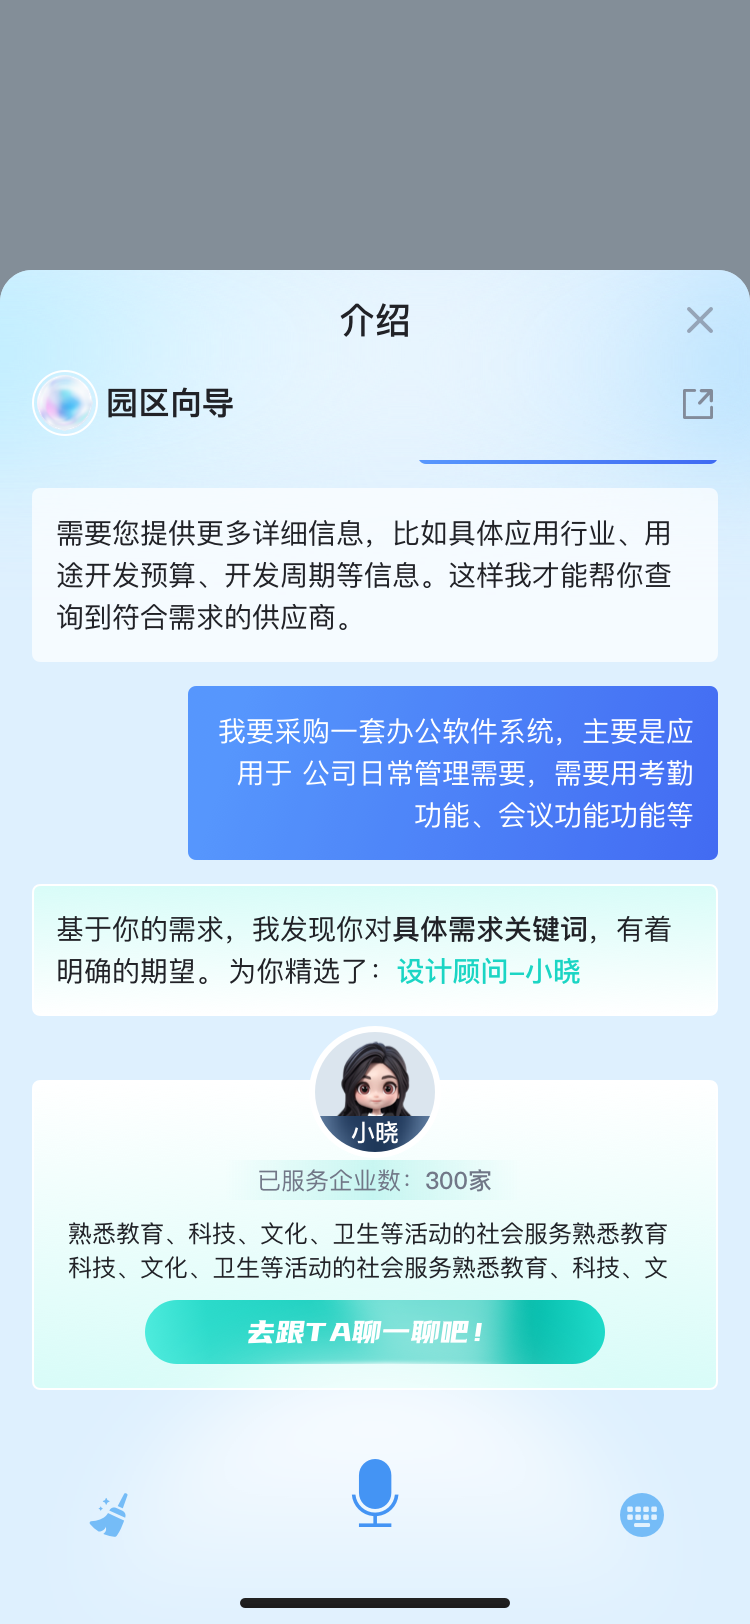 介绍
园区向导
需要您提供更多详细信息，比如具体应用行业、用
途开发预算、开发周期等信息。这样我才能帮你查
询到符合需求的供应商。
我要采购一套办公软件系统，主要是应
用于 公司日常管理需要，需要用考勤
功能、会议功能功能等
基于你的需求，我发现你对具体需求关键词，有着
明确的期望。为你精选了：设计顾问-小晓
小晓
已服务企业数：300家
熟悉教育、科技、文化、卫生等活动的社会服务熟悉教育
科技、文化、卫生等活动的社会服务熟悉教育、科技、文
去跟TA聊一聊吧！